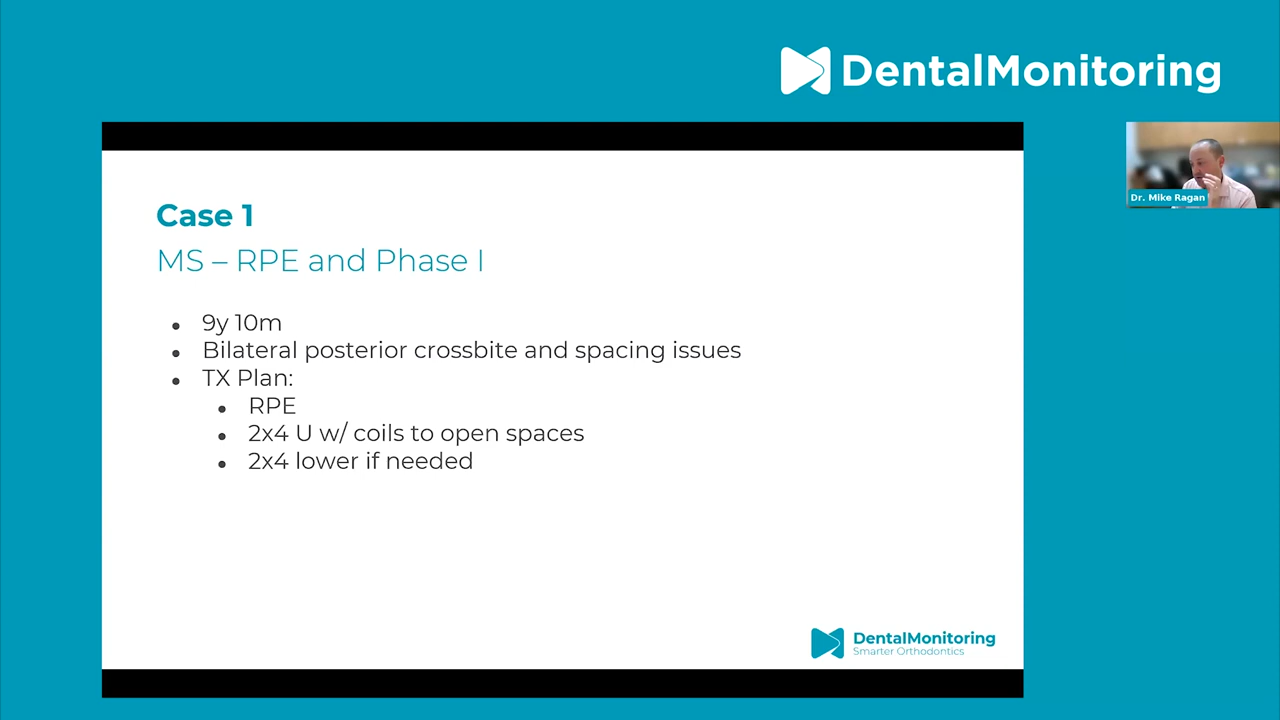 DentalMonitoring
Dr. Mike Ragan
Case 1
MS – RPE and Phase I
• 9y 10m
• Bilateral posterior crossbite and spacing issues
• TX Plan:
• RPE
• 2x4 U w/ coils to open spaces
• 2x4 lower if needed
DentalMonitoring
Smarter Orthodontics